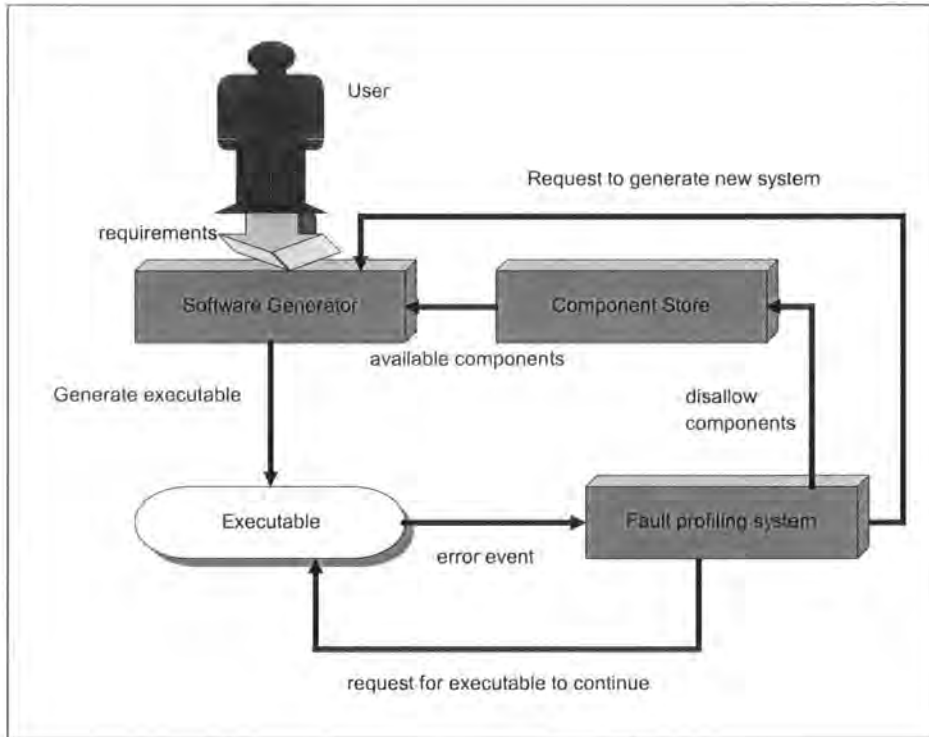 User
Request to generate new system
requirements
Software Generator
Component Store
available components
Generate executable
disallow
components
Executable
Fault profiling system
error event
request for executable to continue